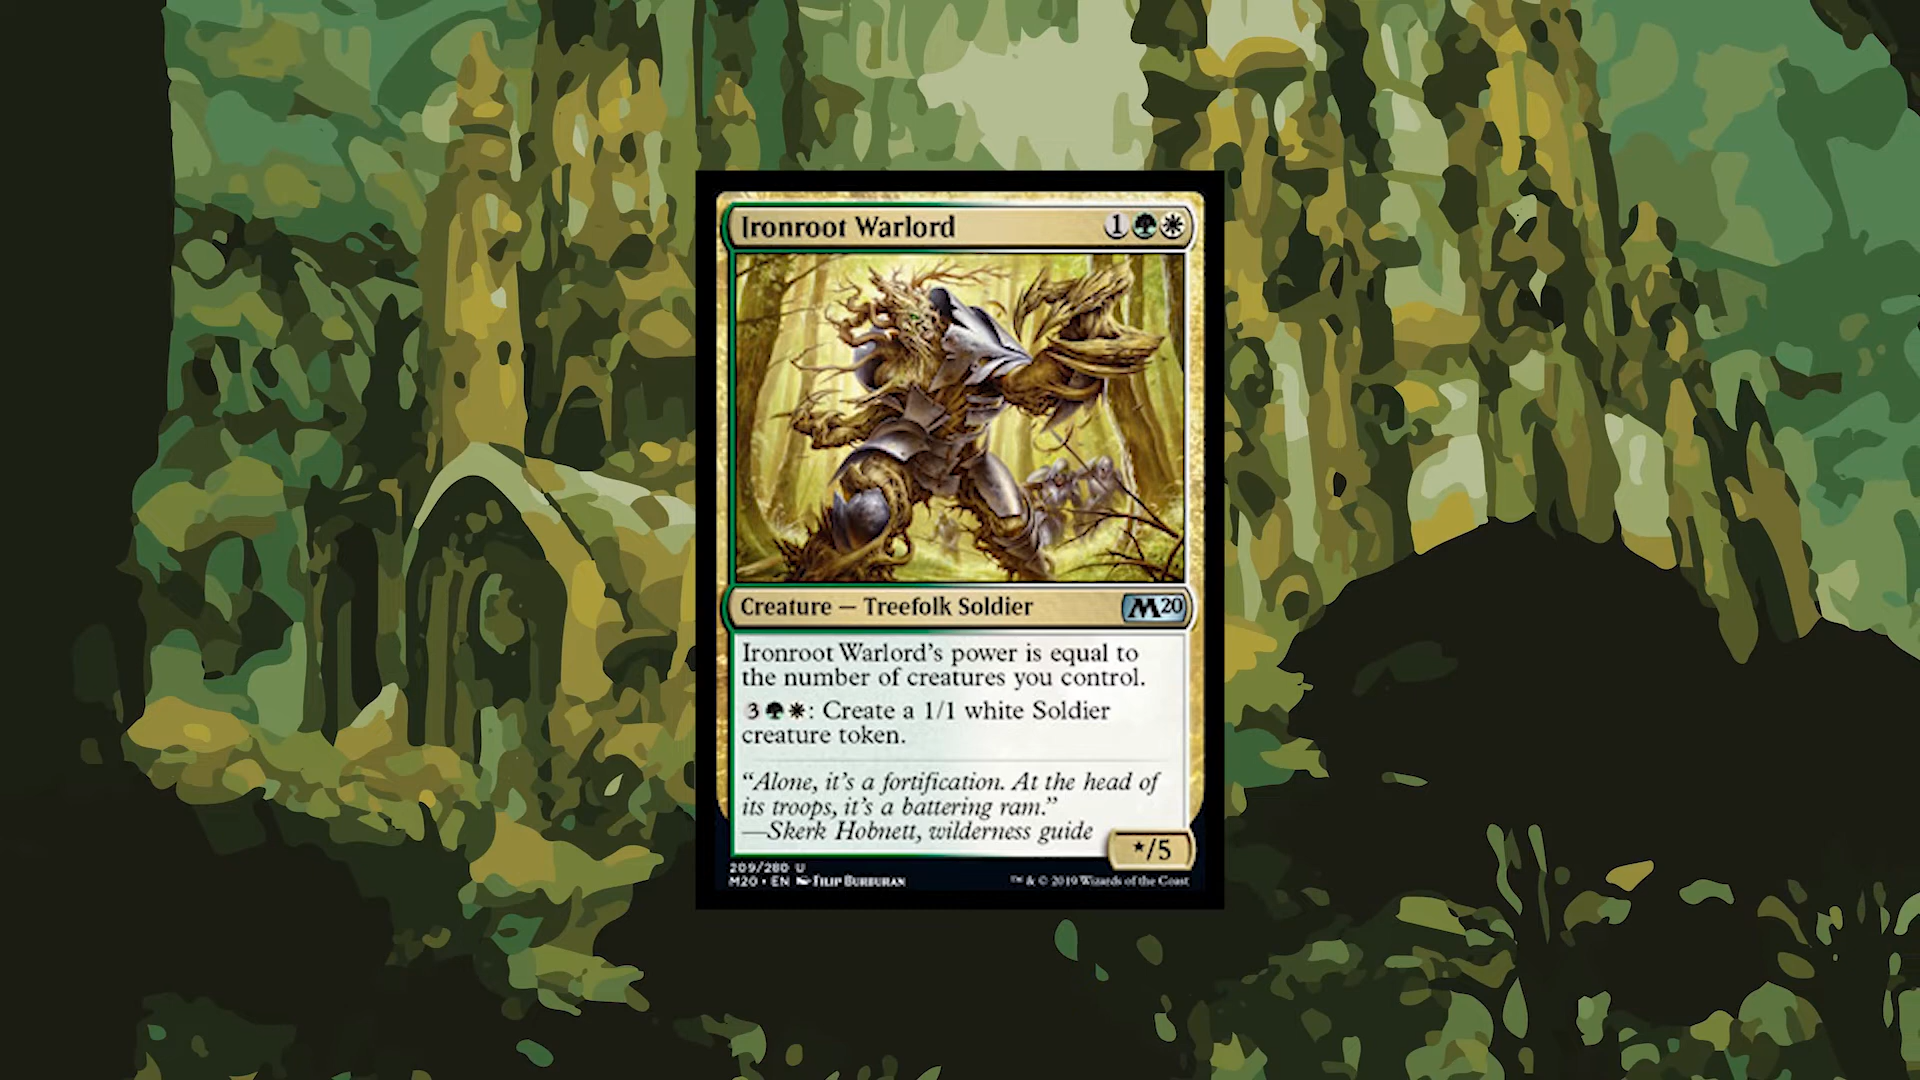 Ironroot Warlord 1
Creature — Treefolk Soldier M20
Ironroot Warlord's power is equal to
the number of creatures you control.
3 : Create a 1/1 white Soldier
creature token.
“Alone, it's a fortification. At the head of
its troops, it's a battering ram.”
—Skerk Hobnett, wilderness guide
*/5
209/280 U
M20 • EN Filip Burburan ™ & © 2019 Wizards of the Coast